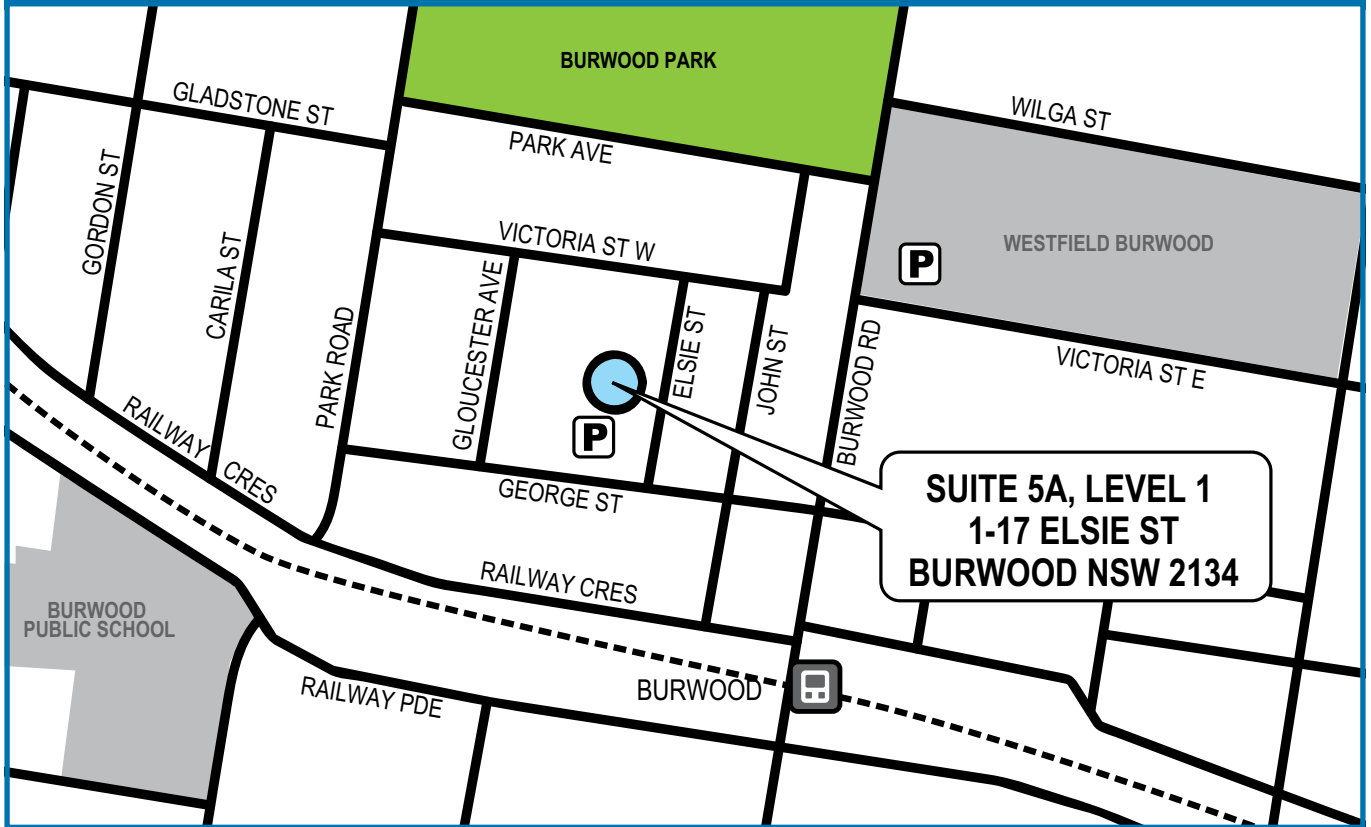 BURWOOD PARK
GLADSTONE ST
WILGA ST
PARK AVE
GORDON ST
CARILA ST
PARK ROAD
VICTORIA ST W
WESTFIELD BURWOOD
P
GLOUCESTER AVE
ELSIE ST
JOHN ST
BURWOOD RD
VICTORIA ST E
P
RAILWAY CRES
GEORGE ST
SUITE 5A, LEVEL 1
1-17 ELSIE ST
BURWOOD NSW 2134
RAILWAY CRES
BURWOOD
PUBLIC SCHOOL
RAILWAY PDE
BURWOOD